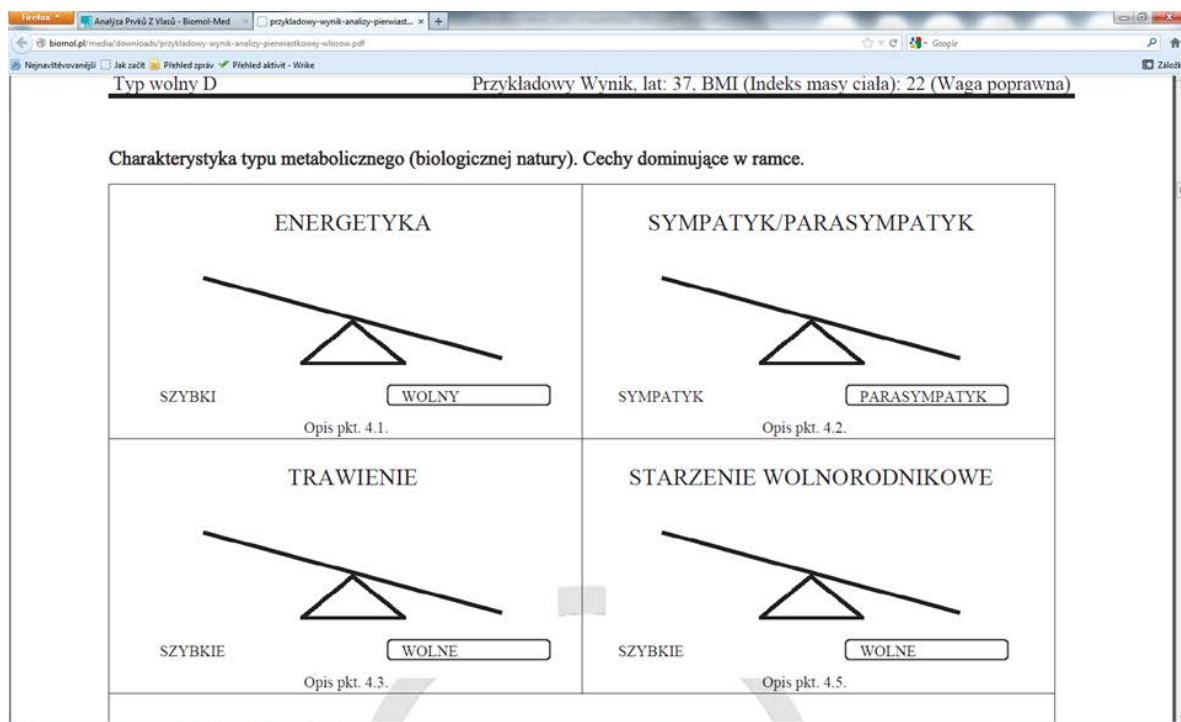 Firefox
Analýza Prvků Z Vlasů - Biomol-Med
przykladowy-wynik-analizy-pierwiast...
biomol.pl/media/downloads/przykladowy-wynik-analizy-pierwiastkowej-wlosow.pdf
Google
Nejnavštěvovanější
Jak začít
Přehled zpráv
Přehled aktivit - Wrike
Typ wolny D
Przykładowy Wynik, lat: 37, BMI (Indeks masy ciała): 22 (Waga poprawna)
Charakterystyka typu metabolicznego (biologicznej natury). Cechy dominujące w ramce.
ENERGETYKA
SZYBKI
WOLNY
Opis pkt. 4.1.
SYMPATYK/PARASYMPATYK
SYMPATYK
PARASYMPATYK
Opis pkt. 4.2.
TRAWIENIE
SZYBKIE
WOLNE
Opis pkt. 4.3.
STARZENIE WOLNORODNIKOWE
SZYBKIE
WOLNE
Opis pkt. 4.5.